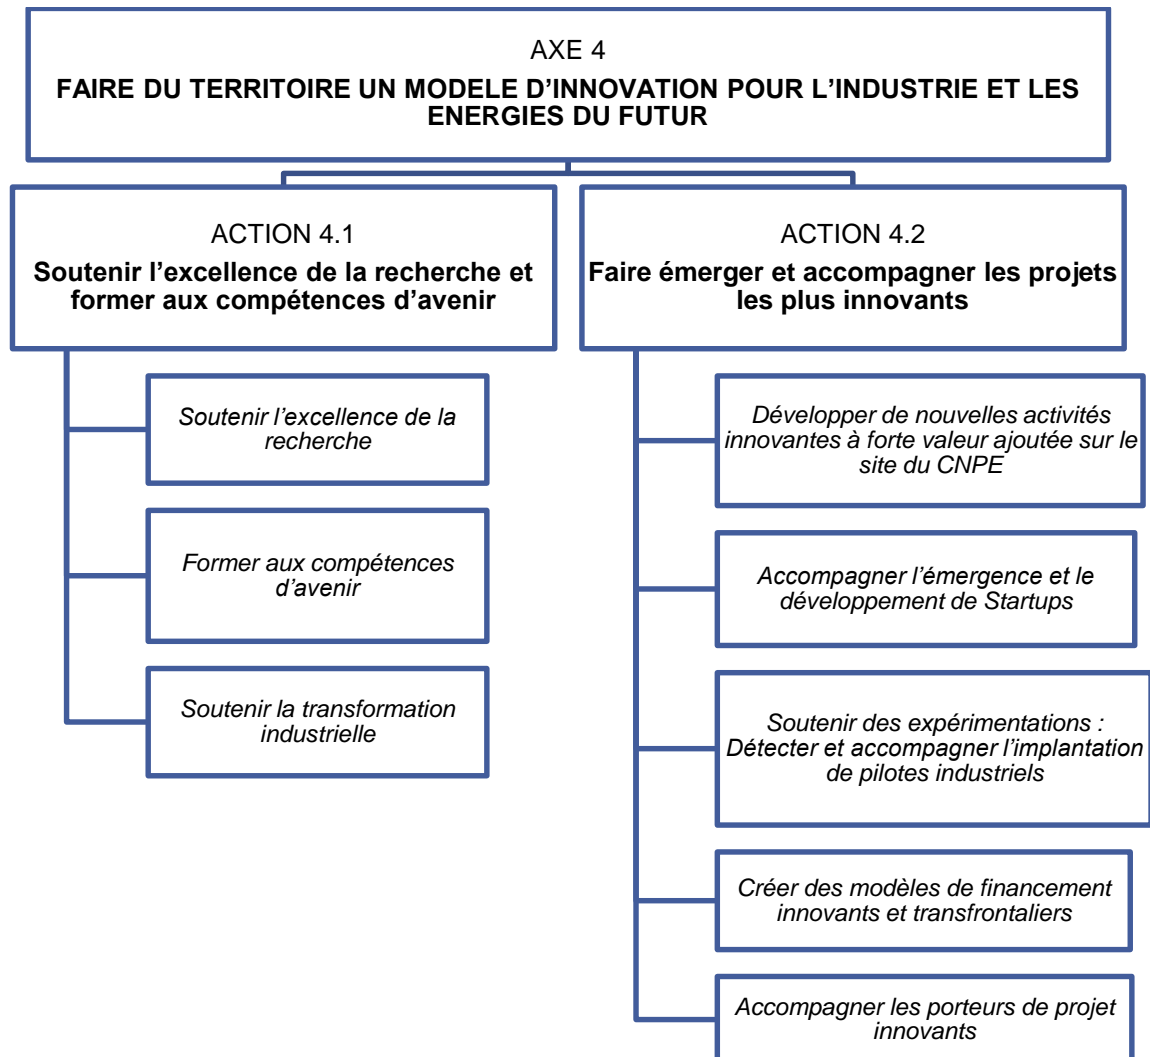 AXE 4
FAIRE DU TERRITOIRE UN MODELE D’INNOVATION POUR L’INDUSTRIE ET LES
ENERGIES DU FUTUR
ACTION 4.1
Soutenir l’excellence de la recherche et
former aux compétences d’avenir
Soutenir l’excellence de la
recherche
Former aux compétences
d’avenir
Soutenir la transformation
industrielle
ACTION 4.2
Faire émerger et accompagner les projets
les plus innovants
Développer de nouvelles activités
innovantes à forte valeur ajoutée sur le
site du CNPE
Accompagner l’émergence et le
développement de Startups
Soutenir des expérimentations :
Détecter et accompagner l’implantation
de pilotes industriels
Créer des modèles de financement
innovants et transfrontaliers
Accompagner les porteurs de projet
innovants